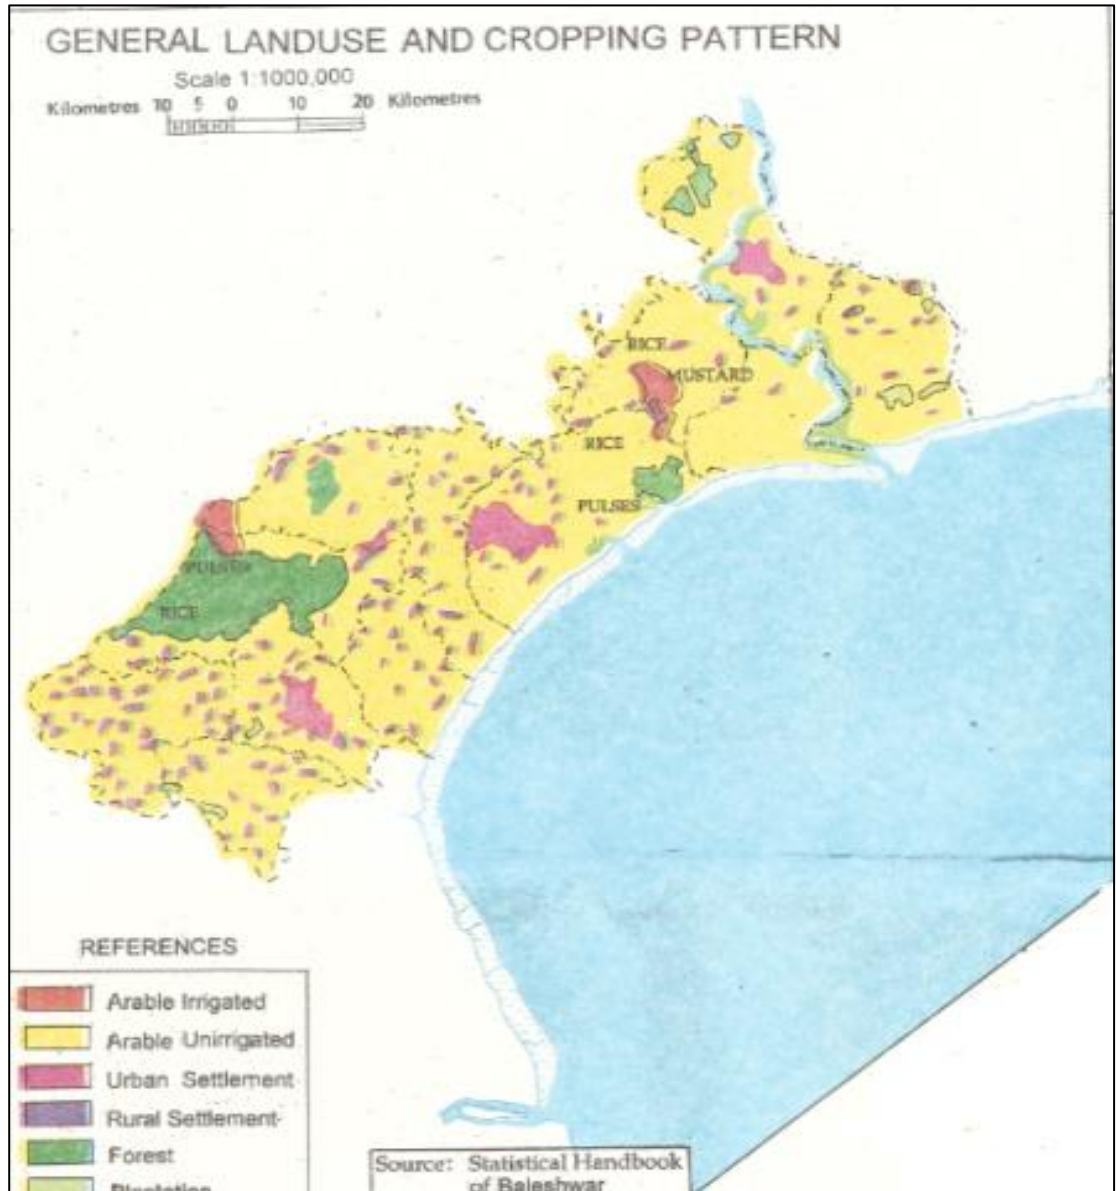 GENERAL LANDUSE AND CROPPING PATTERN
Scale 1:1000,000
Kilometres 10 5 0 10 20 Kilometres
RICE
MUSTARD
RICE
PULSES
PULSES
RICE
REFERENCES
Arable Irrigated
Arable Unirrigated
Urban Settlement
Rural Settlement
Forest
Plantation
Source: Statistical Handbook
of Baleshwar